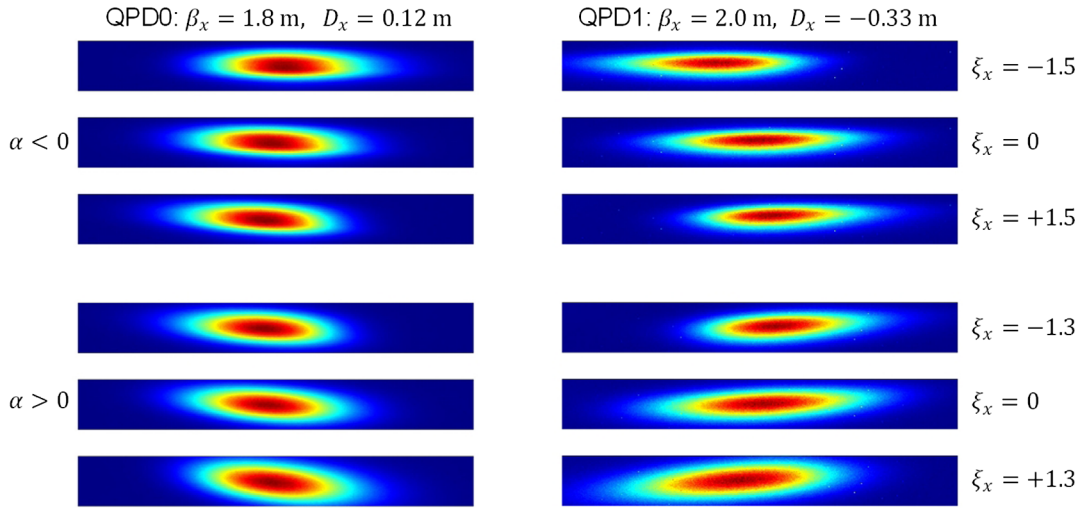 QPD0: βₓ = 1.8 m, Dₓ = 0.12 m
QPD1: βₓ = 2.0 m, Dₓ = −0.33 m
ξₓ = −1.5
α < 0
ξₓ = 0
ξₓ = +1.5
ξₓ = −1.3
α > 0
ξₓ = 0
ξₓ = +1.3